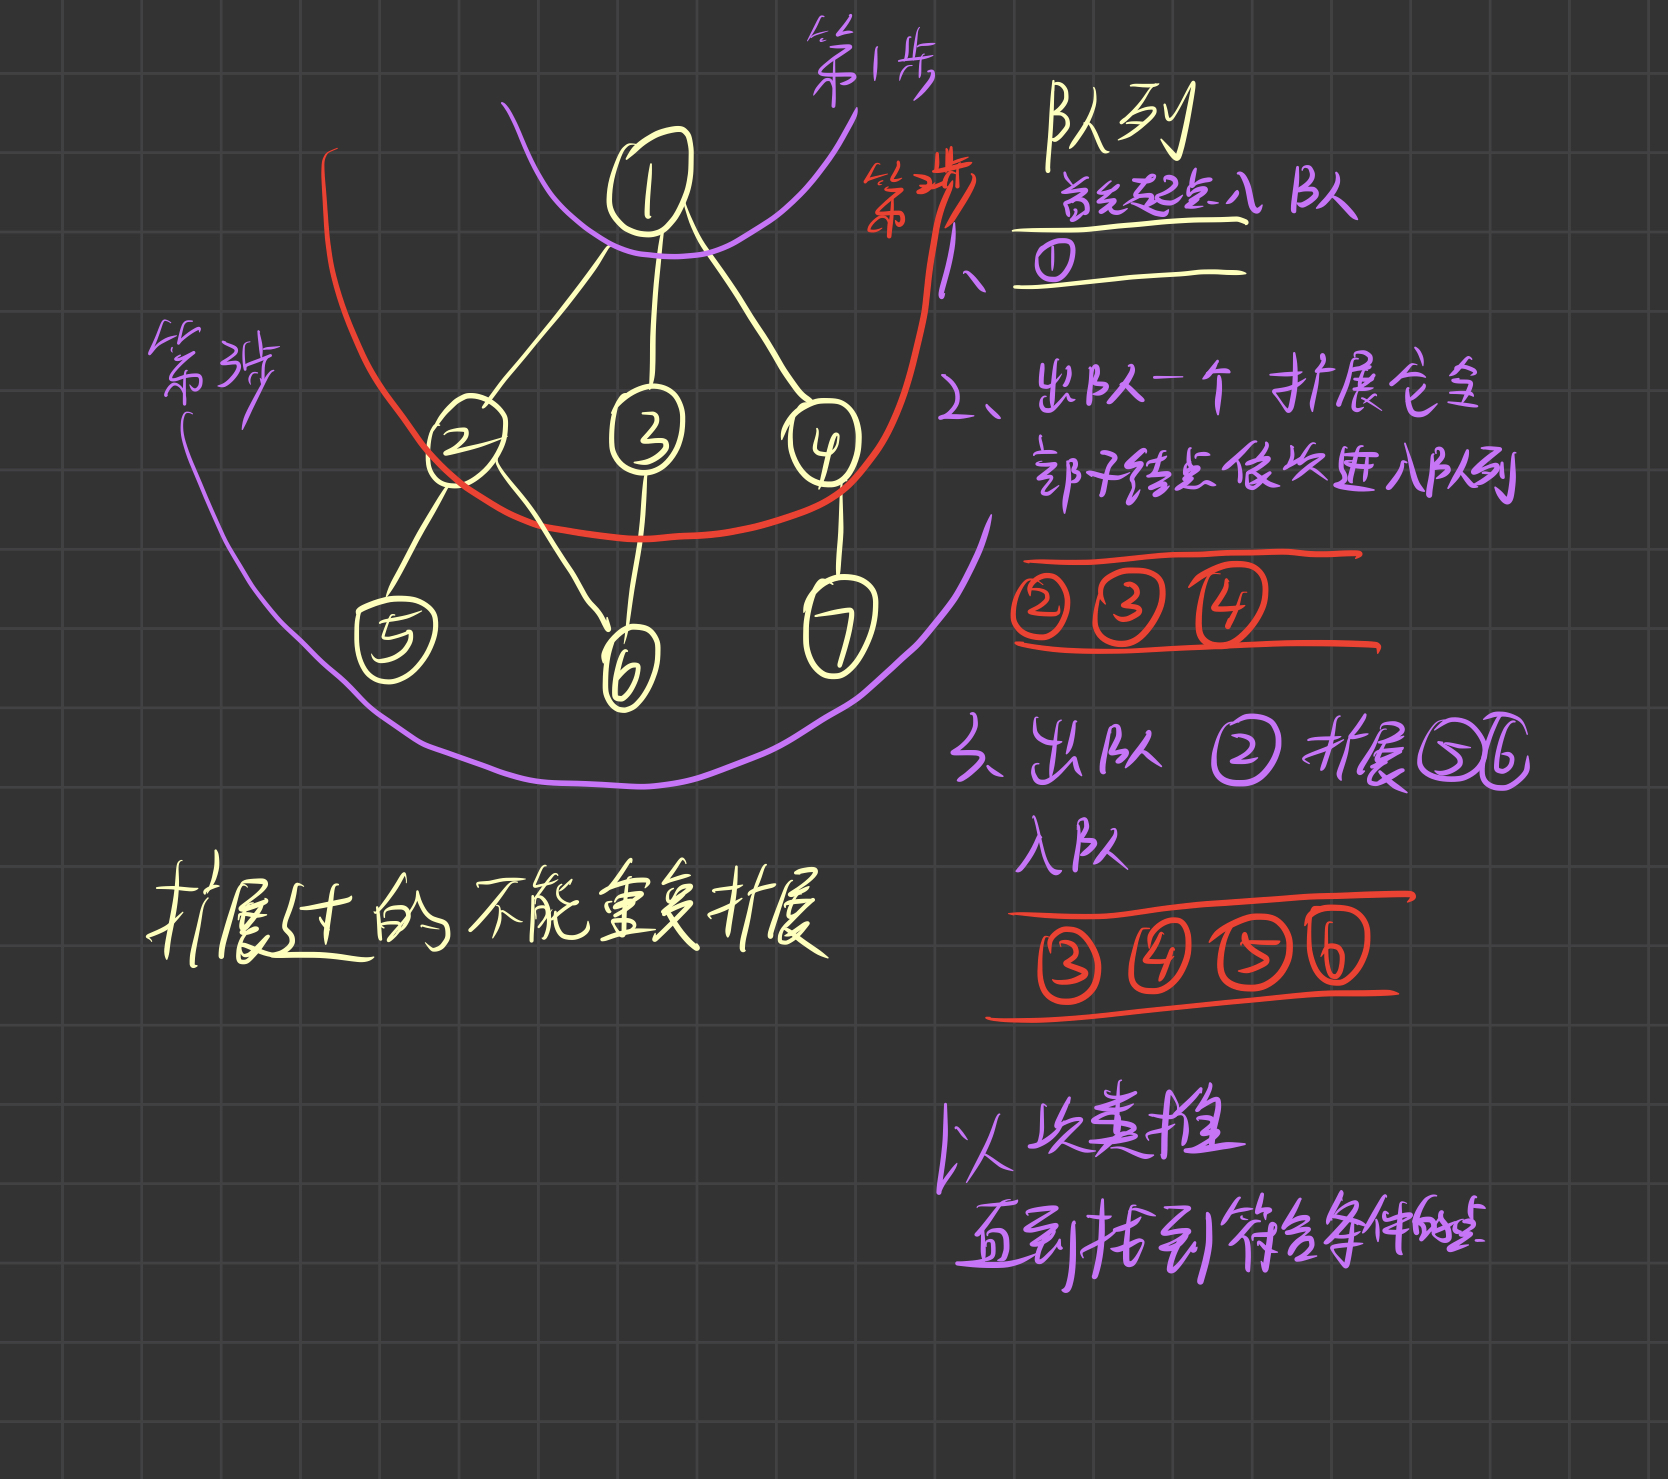 第1步
第2步
第3步
1
2
3
4
5
6
7
扩展过的不能重复扩展
队列
首先起点入队
1、
①
2、出队一个 扩展它全
部子结点依次进入队列
② ③ ④
3、出队 ② 扩展⑤⑥
入队
③ ④ ⑤ ⑥
以次类推
直到找到符合条件的点